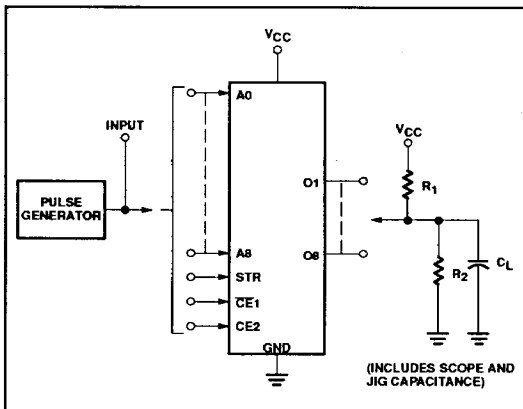 VCC
A0
INPUT
PULSE
GENERATOR
A8
STR
CE1
CE2
GND
O1
O8
VCC
R1
R2
CL
(INCLUDES SCOPE AND
JIG CAPACITANCE)